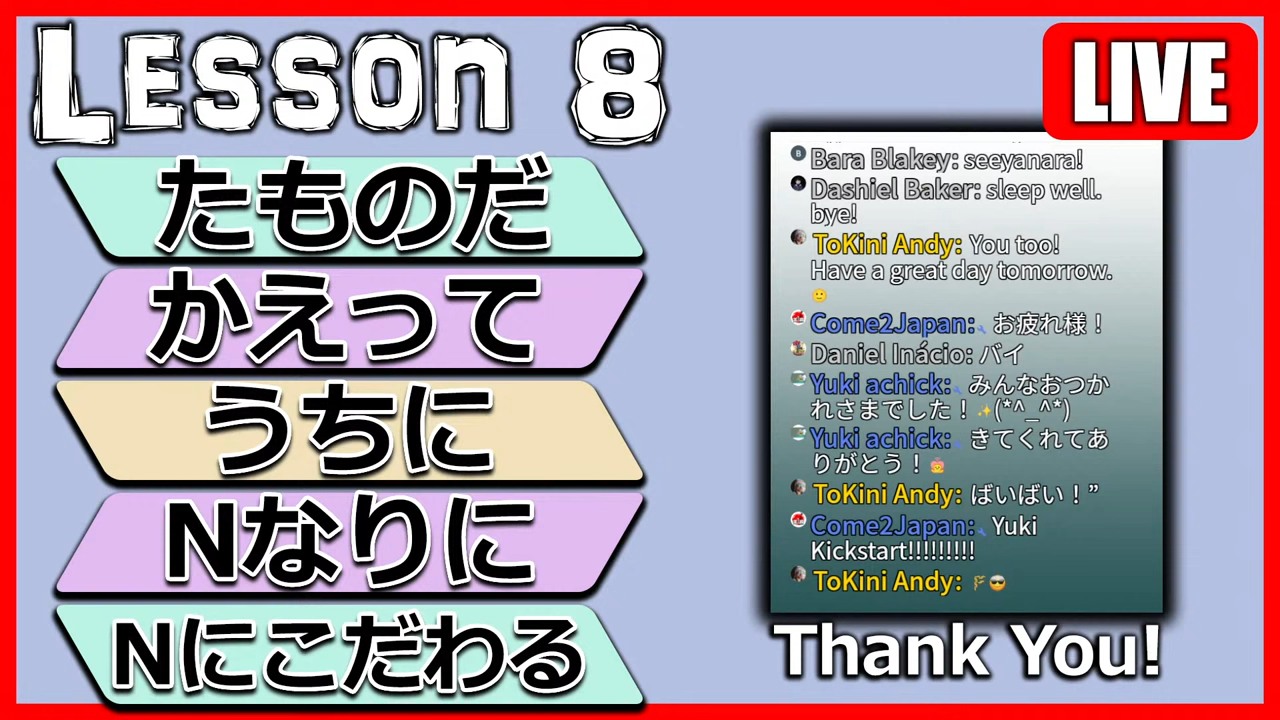 Lesson 8
LIVE
たものだ
かえって
うちに
Nなりに
Nにこだわる
Bara Blakey: seeyanara!
Dashiel Baker: sleep well.
bye!
ToKini Andy: You too!
Have a great day tomorrow.
🙂
Come2Japan: お疲れ様！
Daniel Inácio: バイ
Yuki achick: みんなおつか
れさまでした！✨(*^_^*)
Yuki achick: きてくれてあ
りがとう！
ToKini Andy: ばいばい！”
Come2Japan: Yuki
Kickstart!!!!!!!!!
ToKini Andy: 😎
Thank You!